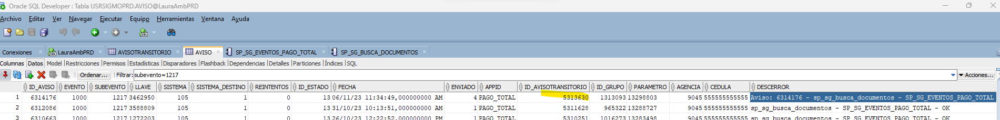 Oracle SQL Developer : Tabla USRSIGMOPRD.AVISO@LauraAmbPRD
Archivo Editar Ver Navegar Ejecutar Equipo Herramientas Ventana Ayuda
Conexiones LauraAmbPRD AVISOTRANSITORIO AVISO SP_SG_EVENTOS_PAGO_TOTAL SP_SG_BUSCA_DOCUMENTOS
Columnas Datos Model Restricciones Permisos Estadísticas Disparadores Flashback Dependencias Detalles Particiones Índices SQL
Ordenar... Filtrar: subevento=1217 Acciones...
ID_AVISO EVENTO SUBEVENTO LLAVE SISTEMA SISTEMA_DESTINO REINTENTOS ID_ESTADO FECHA ENVIADO APPID ID_AVISOTRANSITORIO ID_GRUPO PARAMETRO AGENCIA CEDULA DESCERROR
1 6314176 1000 1217 3462950 105 1 0 13 06/11/23 11:34:49,000000000 AM 4 PAGO_TOTAL 5313630 1313093 13298803 9045 555555555555 Aviso: 6314176 - sp_sg_busca_documentos - SP_SG_EVENTOS_PAGO_TOTAL
2 6312086 1000 1217 3588809 105 1 0 13 31/10/23 10:13:51,000000000 AM 1 PAGO_TOTAL 5311628 965322 13288727 9045 555555555555 sp_sg_busca_documentos - SP_SG_EVENTOS_PAGO_TOTAL - OK
3 6310663 1000 1217 1272203 105 1 0 13 26/10/23 12:22:52,000000000 PM 1 PAGO_TOTAL 5310251 1016273 13283498 9045 555555555555 sp_sg_busca_documentos - SP_SG_EVENTOS_PAGO_TOTAL - OK